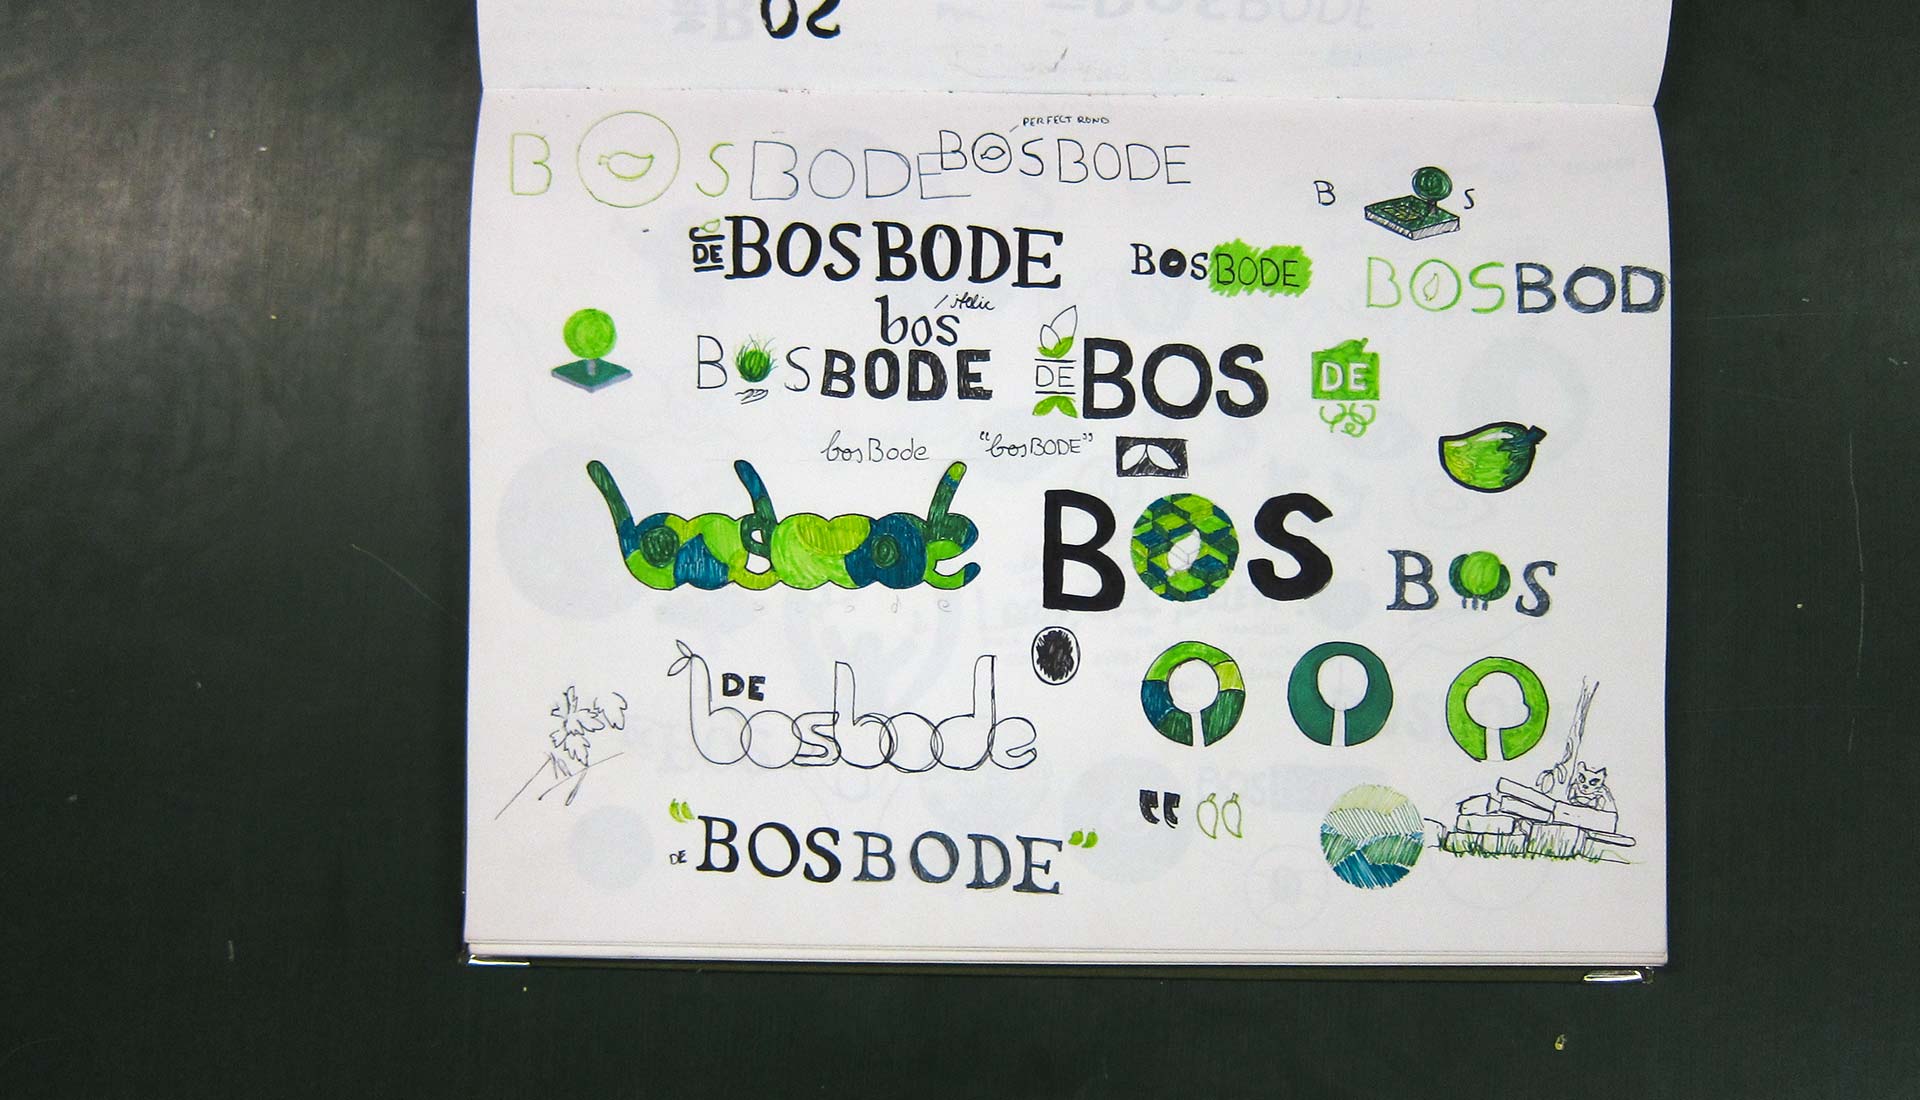 PERFECT ROND
BOSBODE
BOSBODE
B S
DE BOSBODE
BOSBODE
BOSBOD
italic
bos
BOSBODE
DE BOS
DE
bosBode
"bosBODE"
bosbode
BOS
BOS
o s b o d e
DE
bosbode
DE "BOSBODE"
"